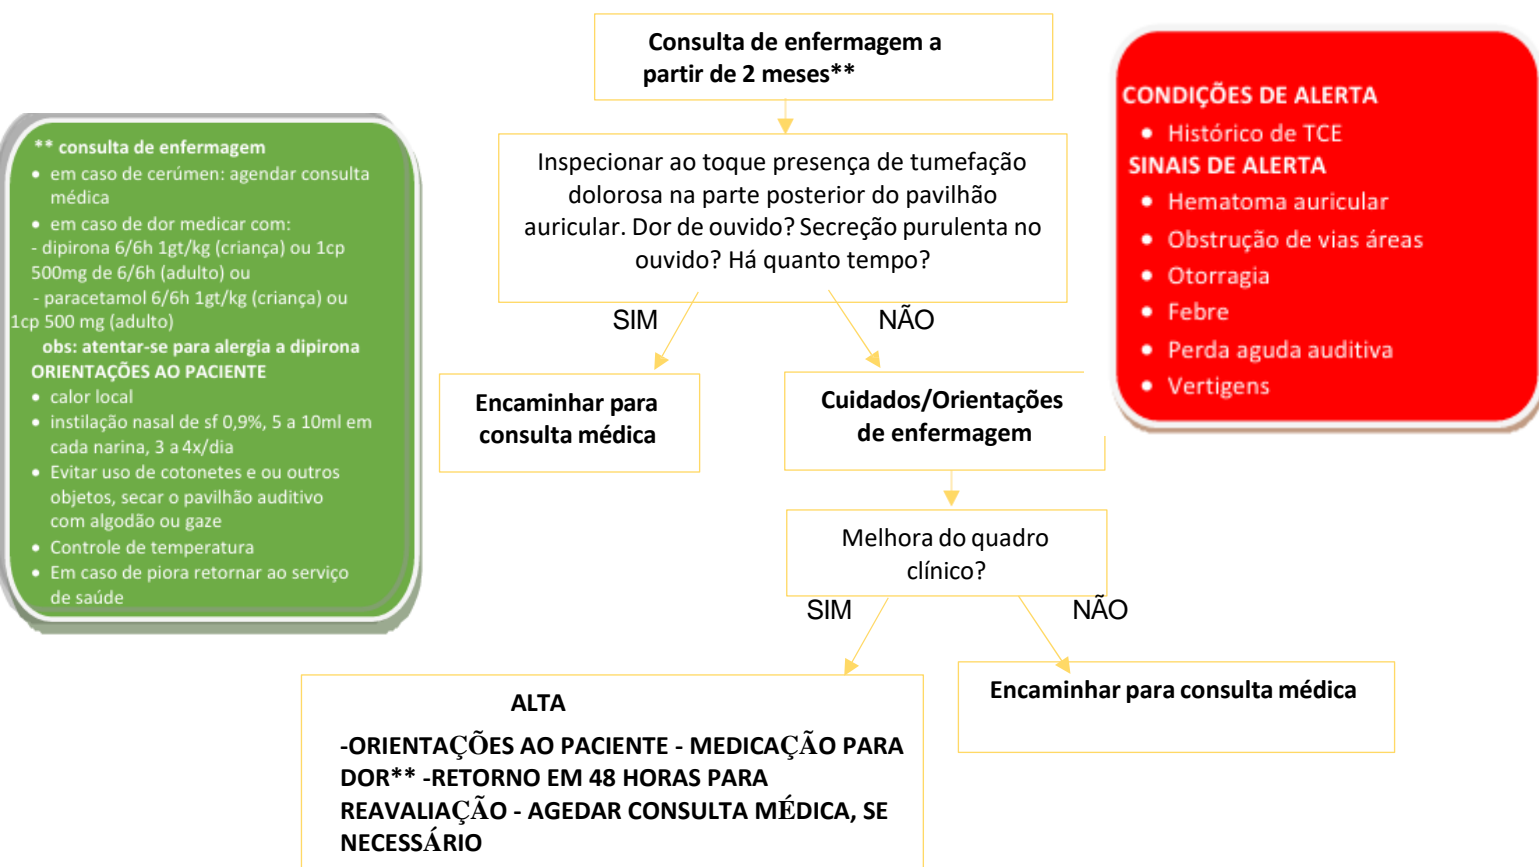 Consulta de enfermagem a
partir de 2 meses**
** consulta de enfermagem
• em caso de cerúmen: agendar consulta
médica
• em caso de dor medicar com:
- dipirona 6/6h 1gt/kg (criança) ou 1cp
500mg de 6/6h (adulto) ou
- paracetamol 6/6h 1gt/kg (criança) ou
1cp 500 mg (adulto)
obs: atentar-se para alergia a dipirona
ORIENTAÇÕES AO PACIENTE
• calor local
• instilação nasal de sf 0,9%, 5 a 10ml em
cada narina, 3 a 4x/dia
• Evitar uso de cotonetes e ou outros
objetos, secar o pavilhão auditivo
com algodão ou gaze
• Controle de temperatura
• Em caso de piora retornar ao serviço
de saúde
Inspecionar ao toque presença de tumefação
dolorosa na parte posterior do pavilhão
auricular. Dor de ouvido? Secreção purulenta no
ouvido? Há quanto tempo?
CONDIÇÕES DE ALERTA
• Histórico de TCE
SINAIS DE ALERTA
• Hematoma auricular
• Obstrução de vias áreas
• Otorragia
• Febre
• Perda aguda auditiva
• Vertigens
SIM
NÃO
Encaminhar para
consulta médica
Cuidados/Orientações
de enfermagem
Melhora do quadro
clínico?
SIM
NÃO
ALTA
-ORIENTAÇÕES AO PACIENTE - MEDICAÇÃO PARA
DOR** -RETORNO EM 48 HORAS PARA
REAVALIAÇÃO - AGEDAR CONSULTA MÉDICA, SE
NECESSÁRIO
Encaminhar para consulta médica